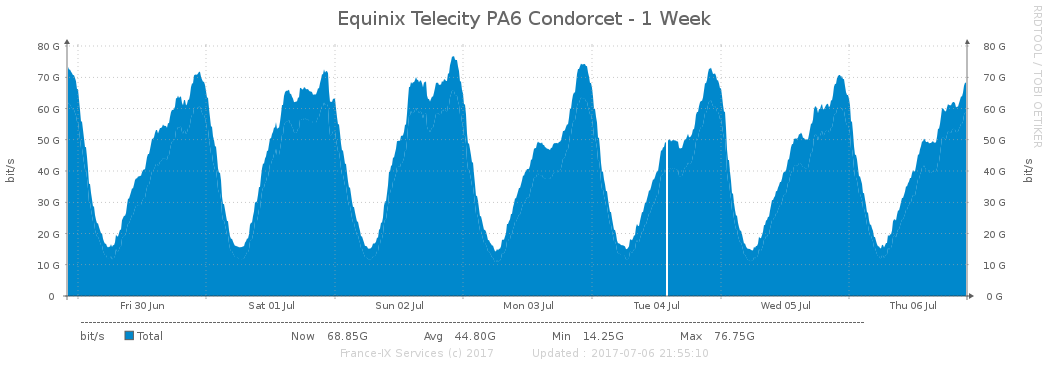 Equinix Telecity PA6 Condorcet - 1 Week
RRDTOOL / TOBI OETIKER
80 G 80 G
70 G 70 G
60 G 60 G
50 G 50 G
40 G 40 G
30 G 30 G
20 G 20 G
10 G 10 G
0 0 G
bit/s bit/s
Fri 30 Jun Sat 01 Jul Sun 02 Jul Mon 03 Jul Tue 04 Jul Wed 05 Jul Thu 06 Jul
bit/s Total Now 68.85G Avg 44.80G Min 14.25G Max 76.75G
France-IX Services (c) 2017 Updated : 2017-07-06 21:55:10